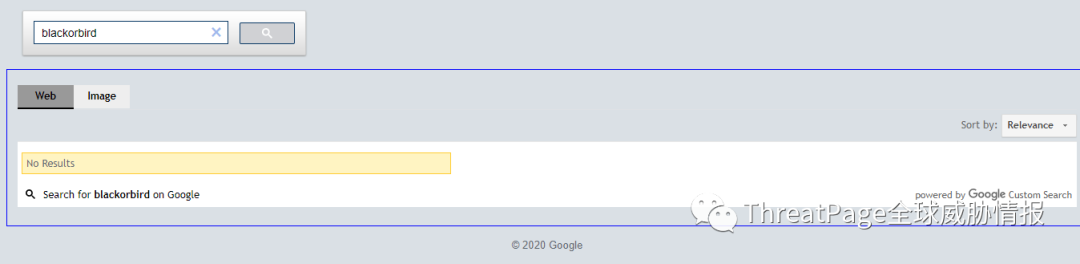 blackorbird
Web Image
Sort by: Relevance
No Results
Search for blackorbird on Google
powered by Google Custom Search
ThreatPage全球威胁情报
© 2020 Google